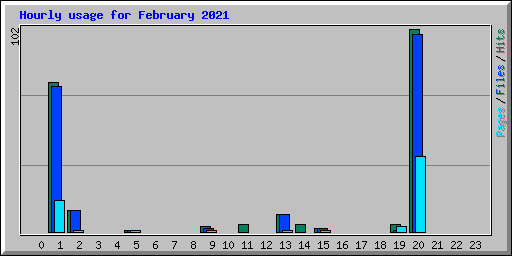 Hourly usage for February 2021
102
Pages/Files/Hits
0 1 2 3 4 5 6 7 8 9 10 11 12 13 14 15 16 17 18 19 20 21 22 23